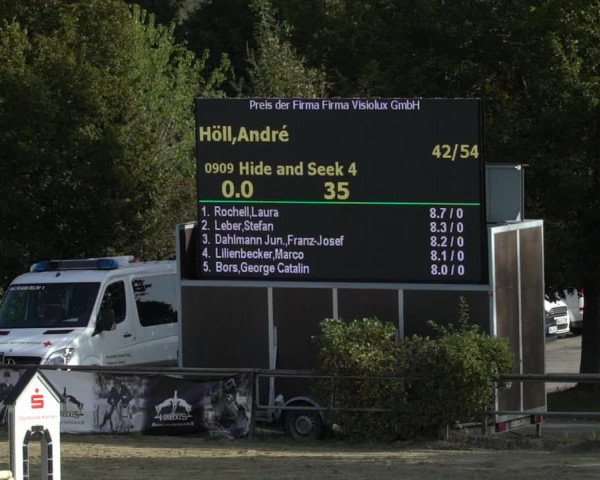 Preis der Firma Firma Visiolux GmbH
Höll,André
42/54
0909 Hide and Seek 4
0.0 35
1. Rochell,Laura 8.7 / 0
2. Leber,Stefan 8.3 / 0
3. Dahlmann Jun.,Franz-Josef 8.2 / 0
4. Lilienbecker,Marco 8.1 / 0
5. Bors,George Catalin 8.0 / 0